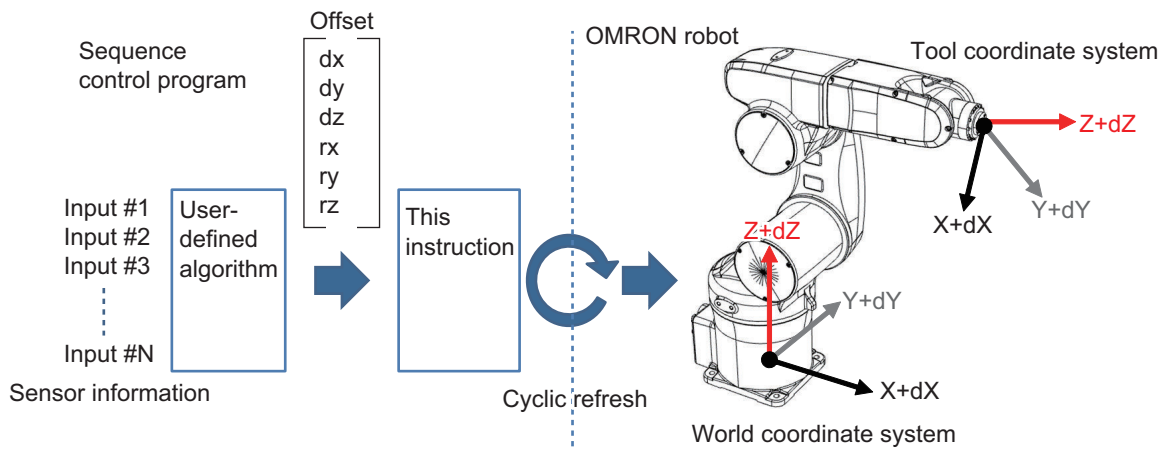 Offset
Sequence
control program
dx
dy
dz
rx
ry
rz
Input #1
Input #2
Input #3
Input #N
Sensor information
User-
defined
algorithm
This
instruction
Cyclic refresh
OMRON robot
Tool coordinate system
Z+dZ
Y+dY
X+dX
Z+dZ
Y+dY
X+dX
World coordinate system